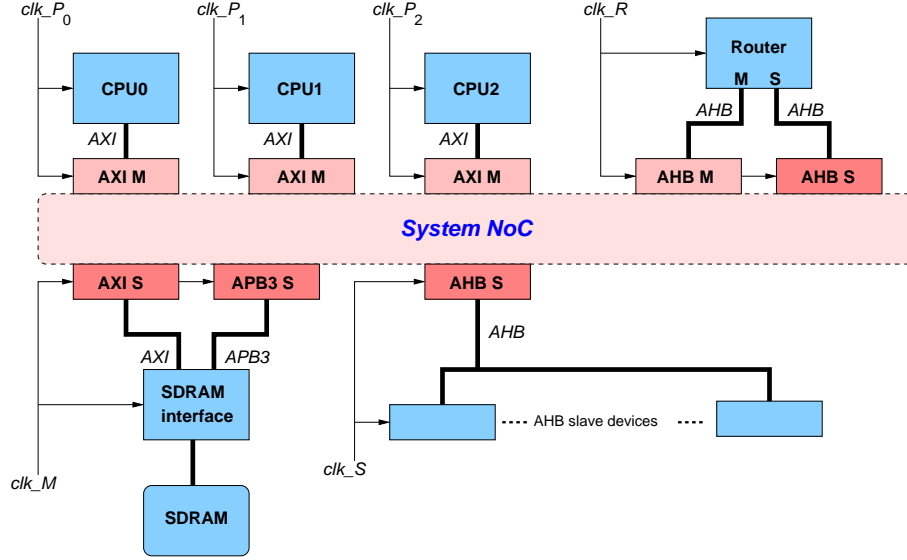 clk_P0
clk_P1
clk_P2
clk_R
CPU0
CPU1
CPU2
Router
M S
AXI
AXI
AXI
AHB
AHB
AXI M
AXI M
AXI M
AHB M
AHB S
System NoC
AXI S
APB3 S
AHB S
AXI
APB3
AHB
SDRAM
interface
AHB slave devices
clk_M
clk_S
SDRAM